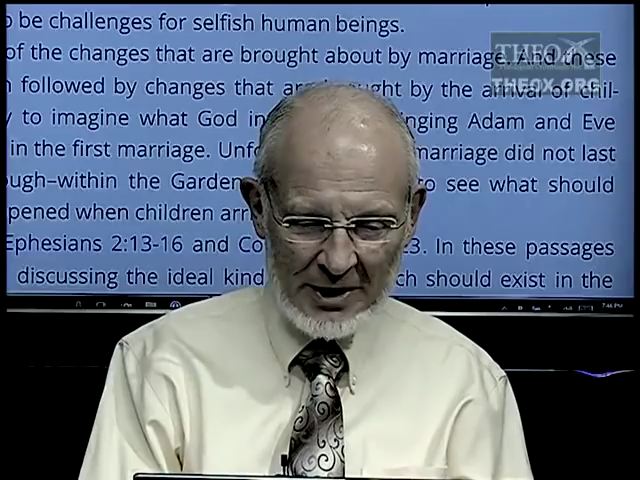 o be challenges for selfish human beings.
of the changes that are brought about by marriage. And these
followed by changes that are brought by the arrival of chil-
y to imagine what God in nging Adam and Eve
in the first marriage. Unfo marriage did not last
ough–within the Garden to see what should
pened when children arr
Ephesians 2:13-16 and Co 23. In these passages
discussing the ideal kind ch should exist in the
THEOX
THEOX.ORG
7:46 PM